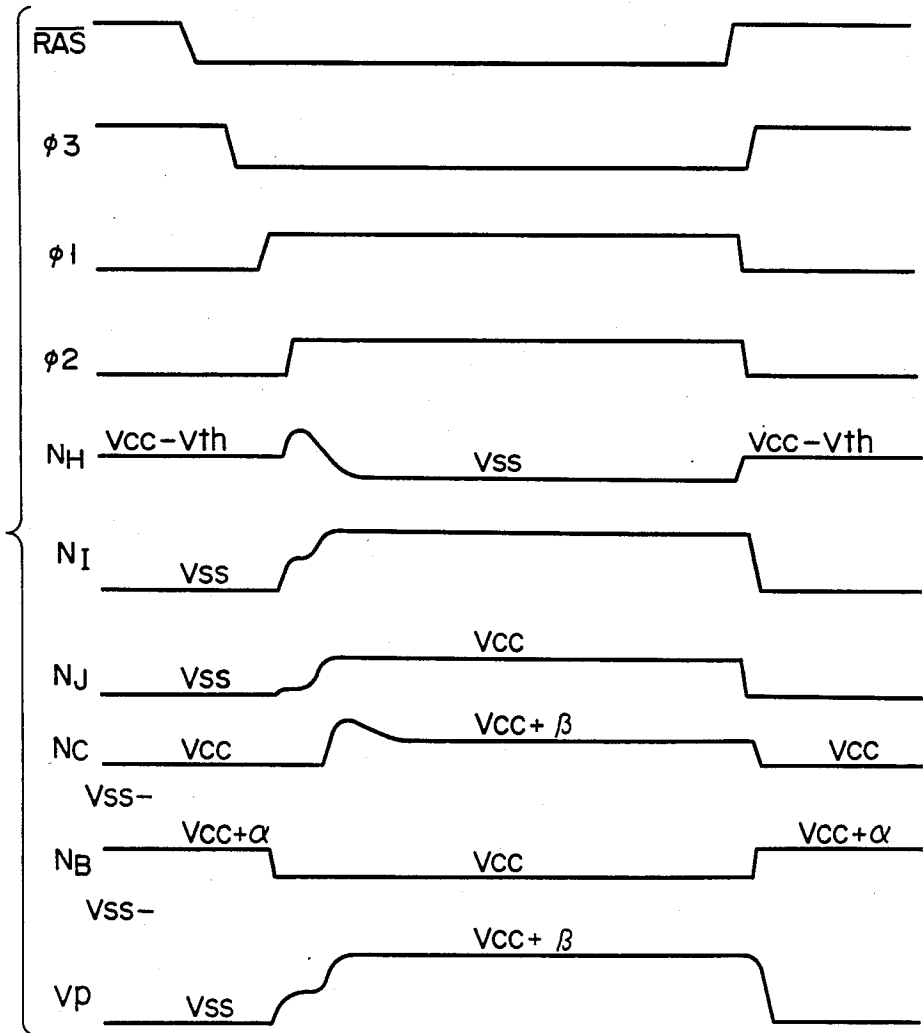 RAS
φ3
φ1
φ2
NH VCC-Vth VSS VCC-Vth
NI VSS
NJ VSS VCC
NC VCC VCC+β VCC
VSS-
NB VCC+α VCC VCC+α
VSS-
VP VSS VCC+β